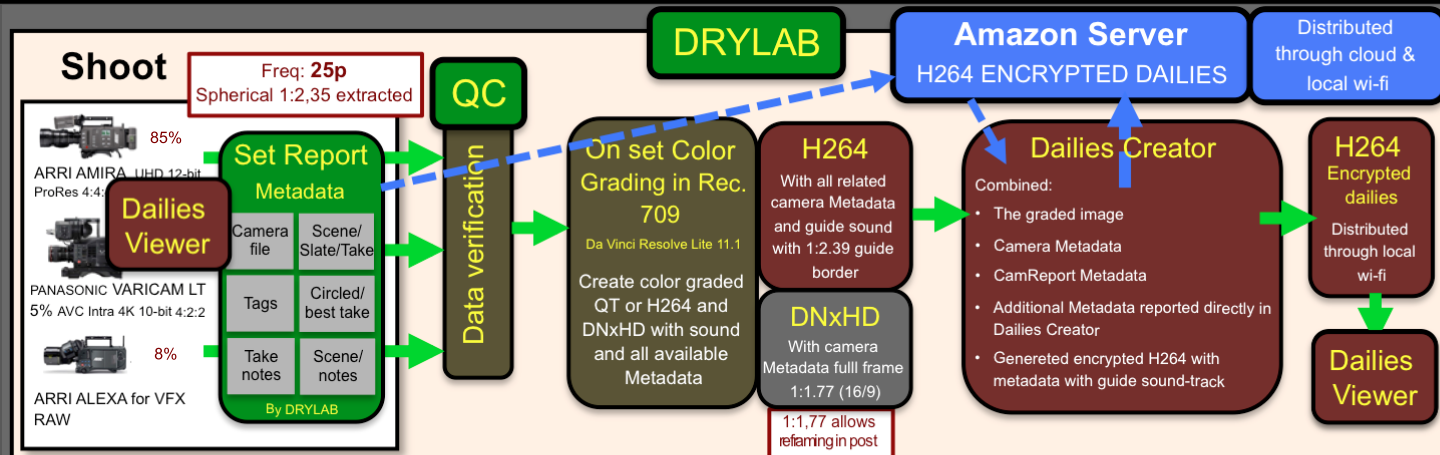 Shoot
Freq: 25p
Spherical 1:2,35 extracted
85%
ARRI AMIRA UHD 12-bit
ProRes 4:4:
Dailies
Viewer
PANASONIC VARICAM LT
5% AVC Intra 4K 10-bit 4:2:2
8%
ARRI ALEXA for VFX
RAW
Set Report
Metadata
Camera
file
Scene/
Slate/Take
Tags
Circled/
best take
Take
notes
Scene/
notes
By DRYLAB
QC
Data verification
DRYLAB
On set Color
Grading in Rec.
709
Da Vinci Resolve Lite 11.1
Create color graded
QT or H264 and
DNxHD with sound
and all available
Metadata
H264
With all related
camera Metadata
and guide sound
with 1:2.39 guide
border
DNxHD
With camera
Metadata fulll frame
1:1.77 (16/9)
1:1,77 allows
reframing in post
Amazon Server
H264 ENCRYPTED DAILIES
Distributed
through cloud &
local wi-fi
Dailies Creator
Combined:
• The graded image
• Camera Metadata
• CamReport Metadata
• Additional Metadata reported directly in
Dailies Creator
• Genereted encrypted H264 with
metadata with guide sound-track
H264
Encrypted
dailies
Distributed
through local
wi-fi
Dailies
Viewer